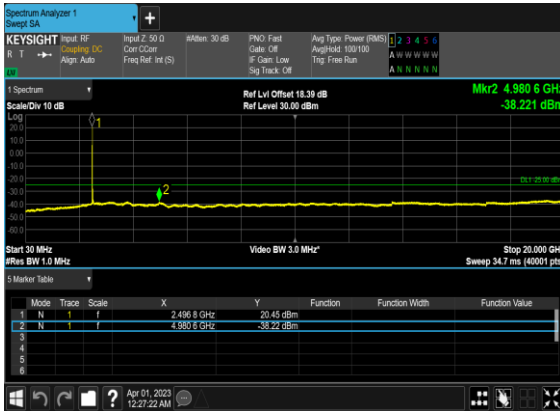 Spectrum Analyzer 1
Swept SA
+
KEYSIGHT Input: RF Input Z: 50 Ω #Atten: 30 dB PNO: Fast Avg Type: Power (RMS) 1 2 3 4 5 6
R T Coupling: DC Corr CCorr Gate: Off Avg|Hold: 100/100 A W W W W W
Align: Auto Freq Ref: Int (S) IF Gain: Low Trig: Free Run
LXI Sig Track: Off A N N N N N
1 Spectrum Ref Lvl Offset 18.39 dB Mkr2 4.980 6 GHz
Scale/Div 10 dB Ref Level 30.00 dBm -38.221 dBm
Log
20.0
10.0
0.00
-10.0
-20.0
-30.0
-40.0
-50.0
-60.0
1
2
DL1 -25.00 dBm
Start 30 MHz Video BW 3.0 MHz* Stop 20.000 GHz
#Res BW 1.0 MHz Sweep 34.7 ms (40001 pts)
5 Marker Table
Mode Trace Scale X Y Function Function Width Function Value
1 N 1 f 2.496 8 GHz 20.45 dBm
2 N 1 f 4.980 6 GHz -38.22 dBm
3
4
5
6
? Apr 01, 2023
12:27:22 AM